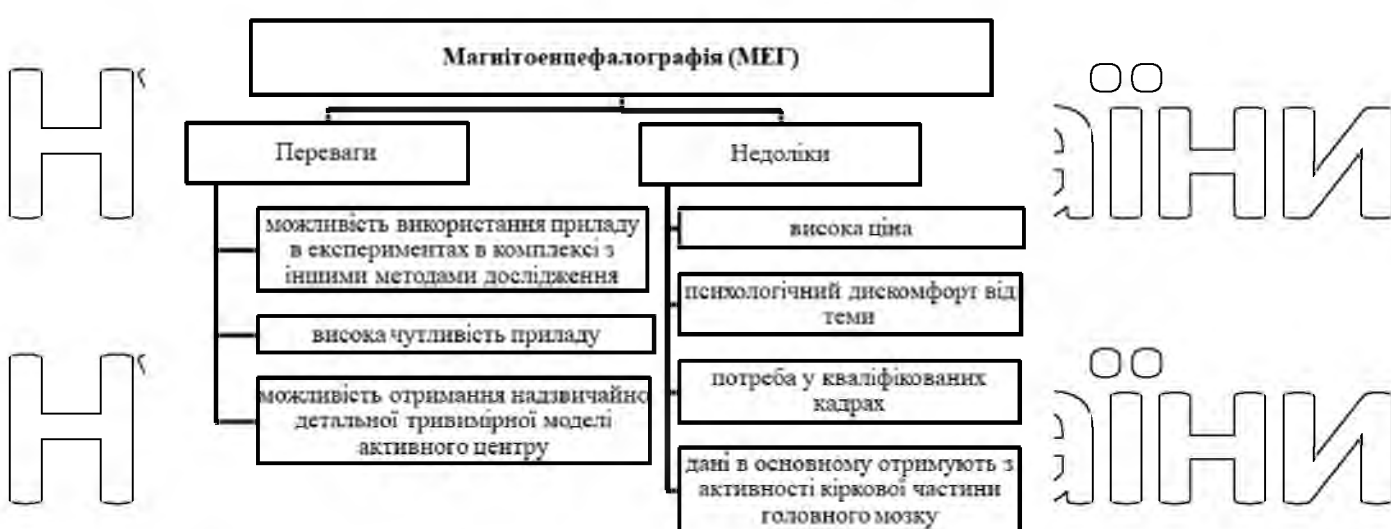 Магнітоенцефалографія (МЕГ)
Переваги
можливість використання приладу
в експериментах в комплексі з
іншими методами дослідження
висока чутливість приладу
можливість отримання надзвичайно
детальної тривимірної моделі
активного центру
Недоліки
висока ціна
психологічний дискомфорт від
теми
потреба у кваліфікованих
кадрах
дані в основному отримують з
активності кіркової частини
головного мозку